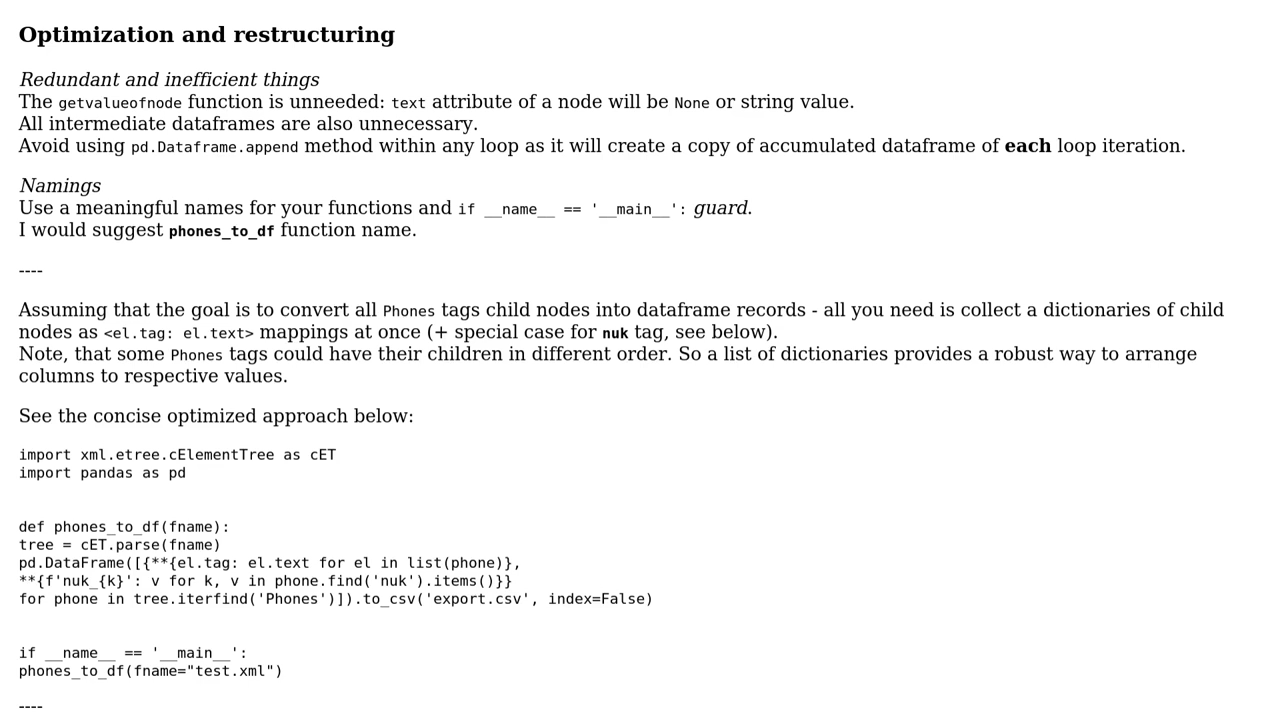 Optimization and restructuring
Redundant and inefficient things
The getvalueofnode function is unneeded: text attribute of a node will be None or string value.
All intermediate dataframes are also unnecessary.
Avoid using pd.Dataframe.append method within any loop as it will create a copy of accumulated dataframe of each loop iteration.
Namings
Use a meaningful names for your functions and if __name__ == '__main__': guard.
I would suggest phones_to_df function name.
----
Assuming that the goal is to convert all Phones tags child nodes into dataframe records - all you need is collect a dictionaries of child
nodes as <el.tag: el.text> mappings at once (+ special case for nuk tag, see below).
Note, that some Phones tags could have their children in different order. So a list of dictionaries provides a robust way to arrange
columns to respective values.
See the concise optimized approach below:
import xml.etree.cElementTree as cET
import pandas as pd
def phones_to_df(fname):
tree = cET.parse(fname)
pd.DataFrame([{**{el.tag: el.text for el in list(phone)},
**{f'nuk_{k}': v for k, v in phone.find('nuk').items()}}
for phone in tree.iterfind('Phones')]).to_csv('export.csv', index=False)
if __name__ == '__main__':
phones_to_df(fname="test.xml")
----